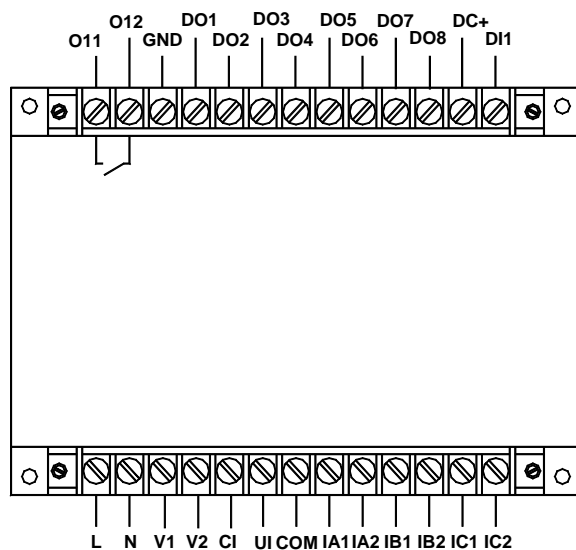 O12 DO1 DO3 DO5 DO7 DC+
O11 GND DO2 DO4 DO6 DO8 DI1
L N V1 V2 CI UI COM IA1 IA2 IB1 IB2 IC1 IC2